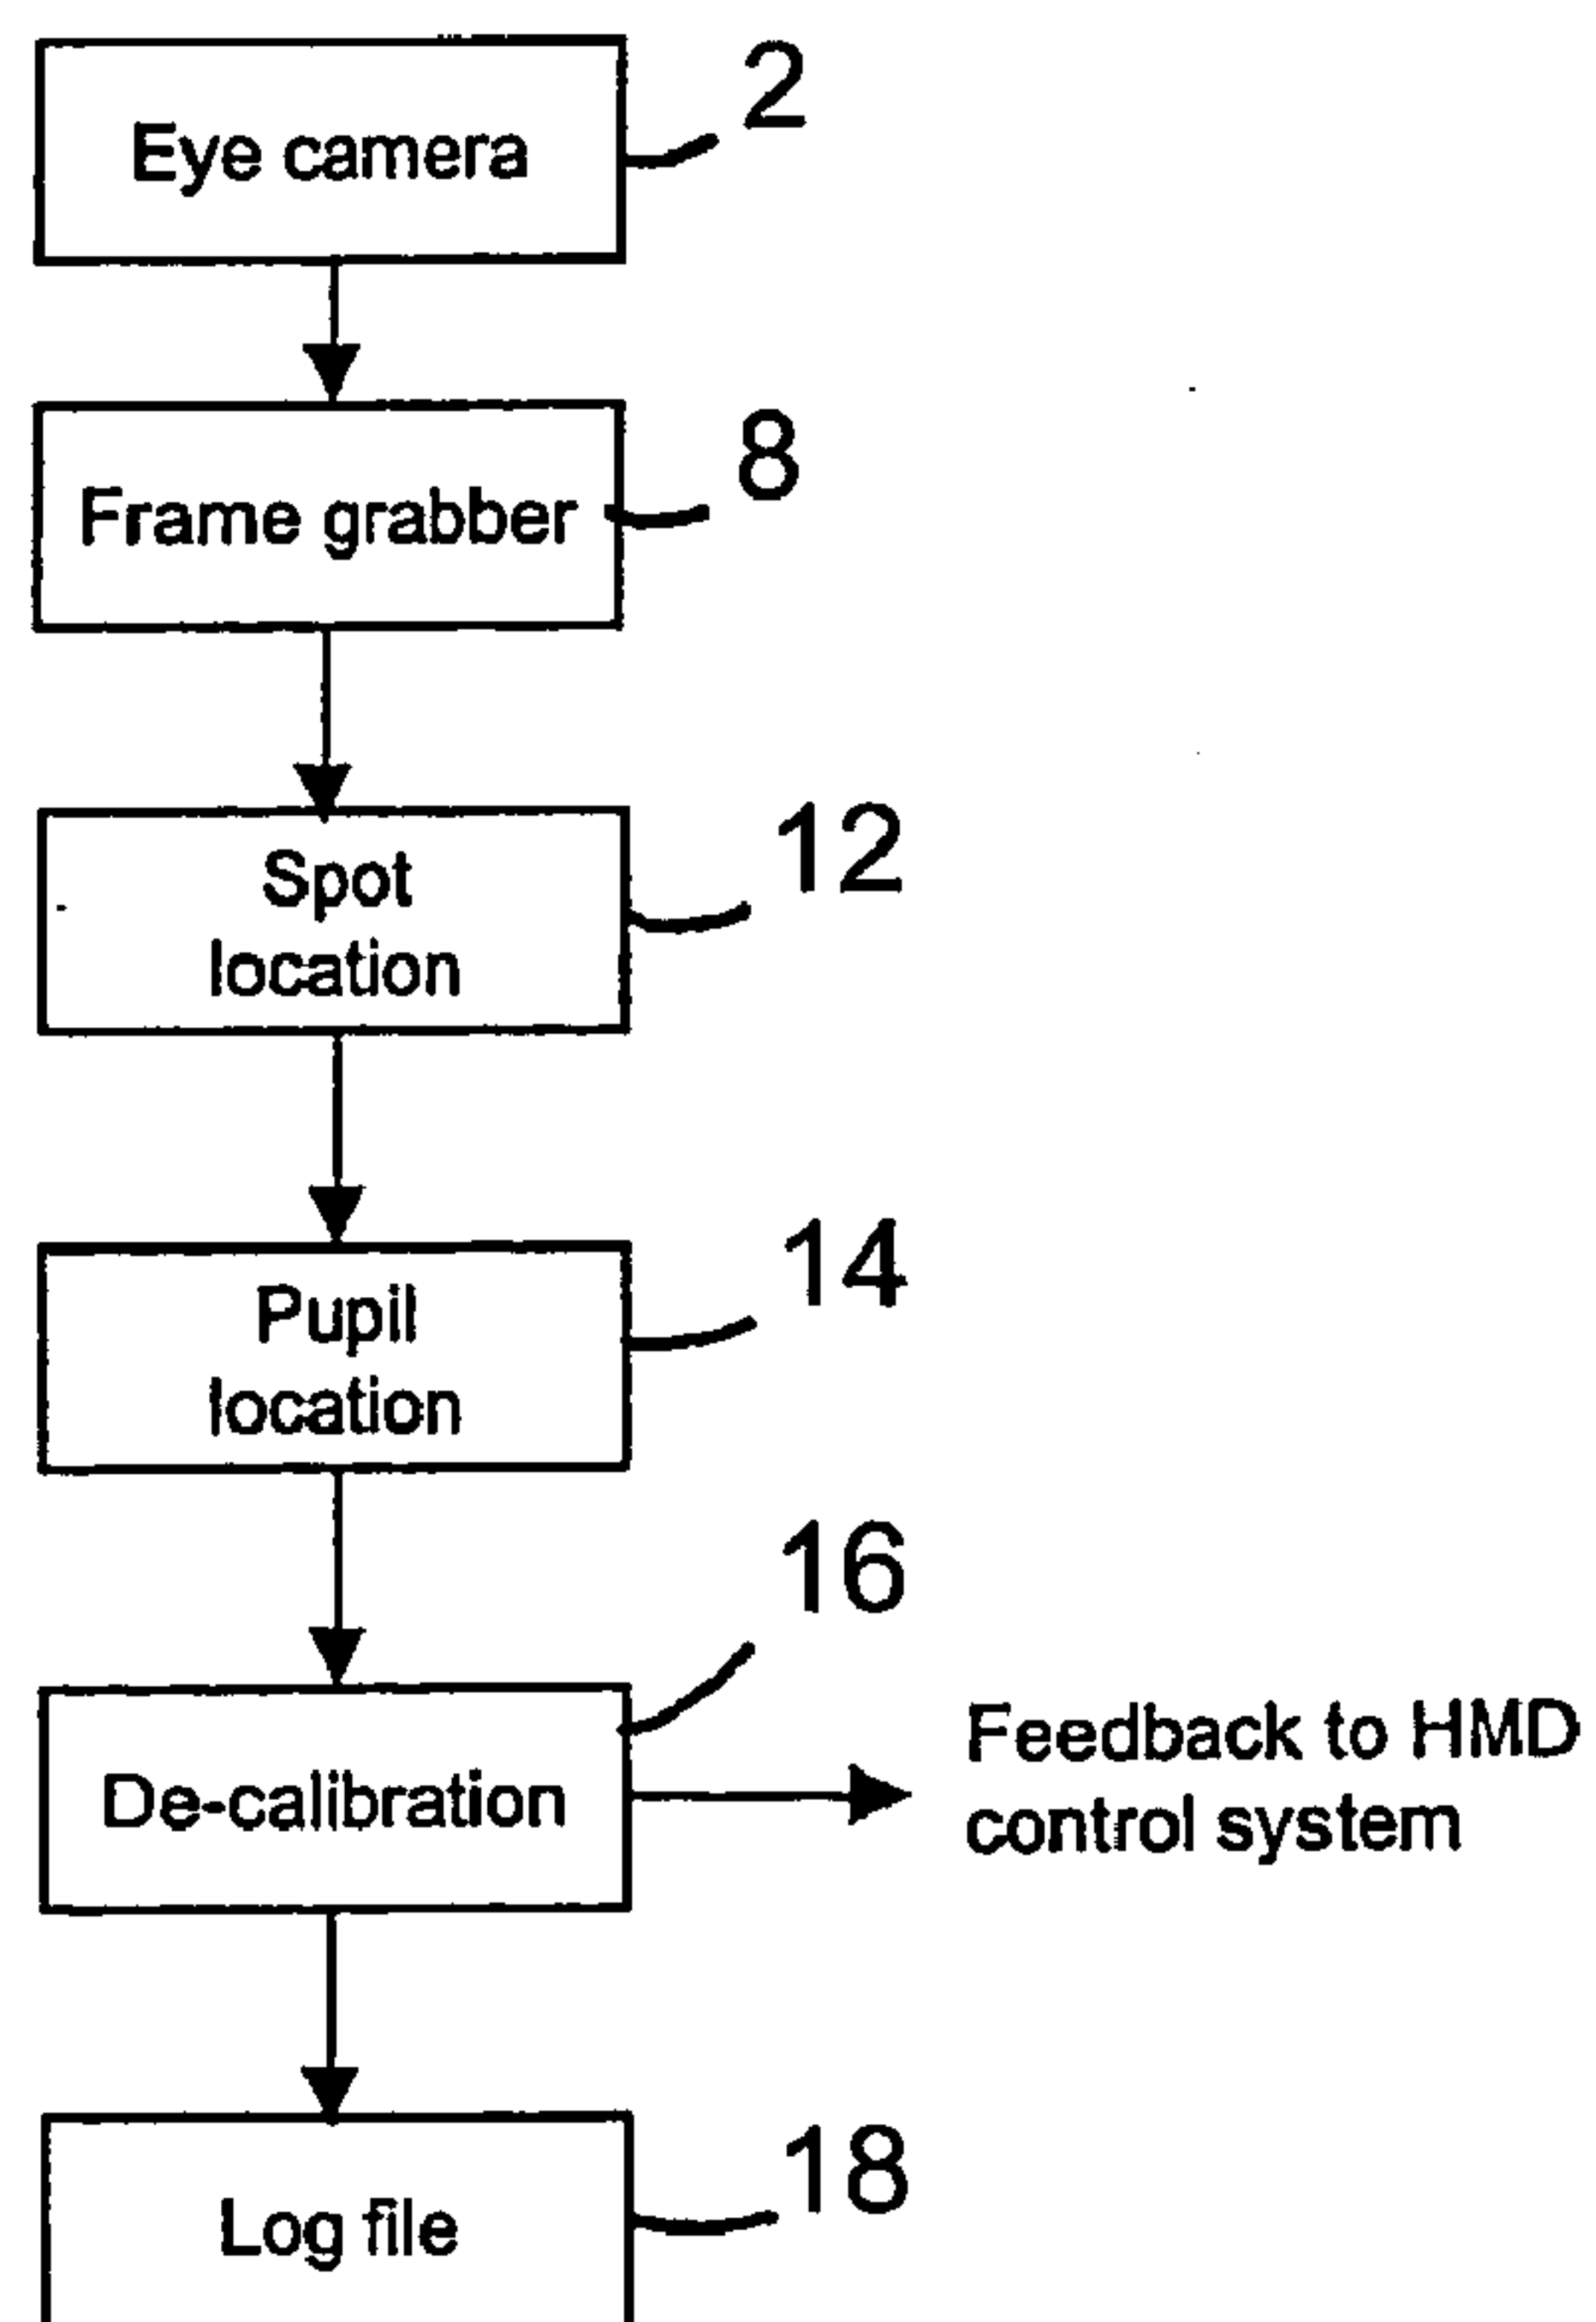 Eye camera
2
Frame grabber
8
Spot
location
12
Pupil
location
14
16
De-calibration
Feedback to HMD
control system
Log file
18